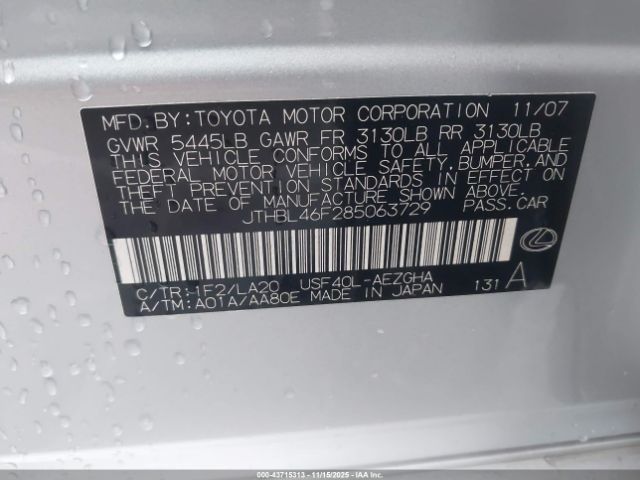 MFD. BY: TOYOTA MOTOR CORPORATION 11/07
GVWR 5445LB GAWR FR 3130LB RR 3130LB
THIS VEHICLE CONFORMS TO ALL APPLICABLE
FEDERAL MOTOR VEHICLE SAFETY, BUMPER, AND
THEFT PREVENTION STANDARDS IN EFFECT ON
THE DATE OF MANUFACTURE SHOWN ABOVE.
JTHBL46F285063729 PASS. CAR
C/TR: 1F2/LA20 USF40L-AEZGHA
A/TM: A01A/AA80E MADE IN JAPAN 131 A
000-43715313 - 11/15/2025 - IAA Inc.